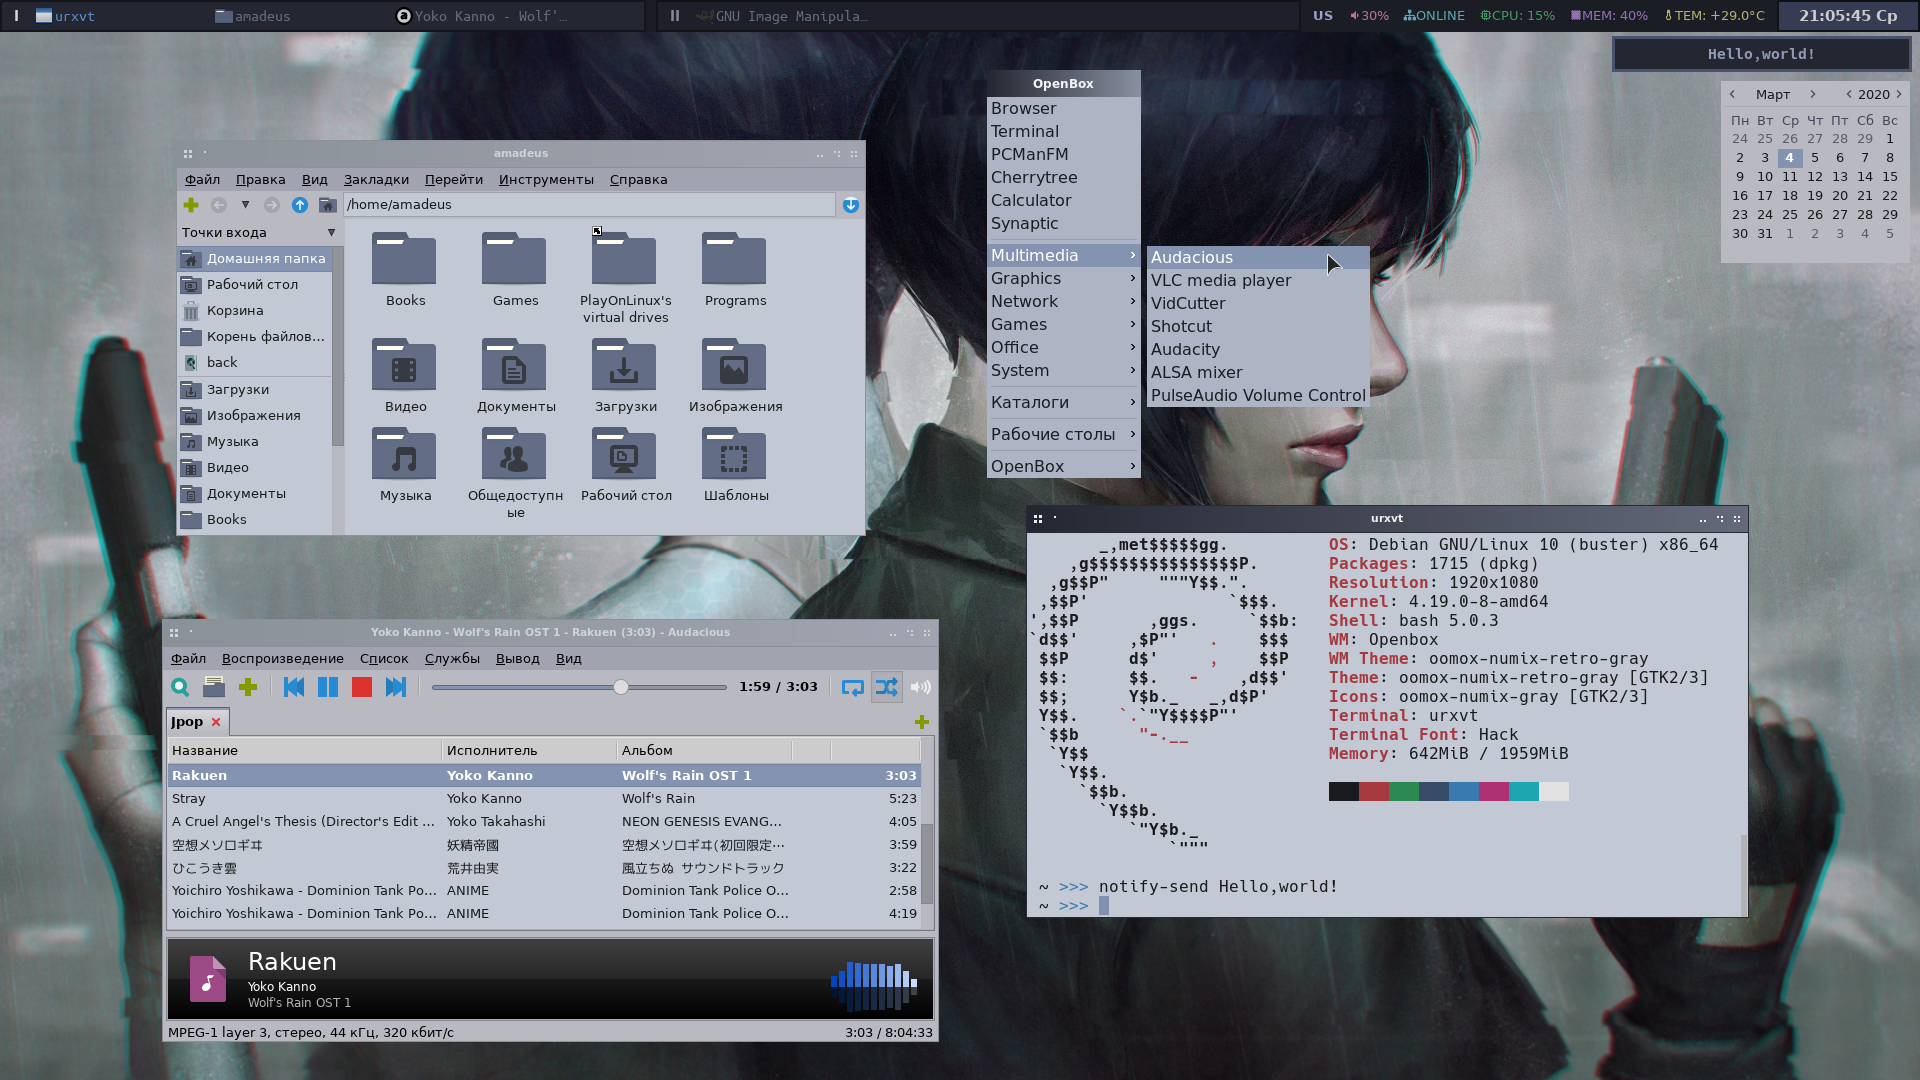 I urxvt amadeus Yoko Kanno - Wolf'… II GNU Image Manipula… US 30% ONLINE CPU: 15% MEM: 40% TEM: +29.0°C 21:05:45 Ср
Hello,world!
Март 2020
Пн Вт Ср Чт Пт Сб Вс
24 25 26 27 28 29 1
2 3 4 5 6 7 8
9 10 11 12 13 14 15
16 17 18 19 20 21 22
23 24 25 26 27 28 29
30 31 1 2 3 4 5
amadeus
Файл Правка Вид Закладки Перейти Инструменты Справка
/home/amadeus
Точки входа
Домашняя папка
Рабочий стол
Корзина
Корень файлов…
back
Загрузки
Изображения
Музыка
Видео
Документы
Books
Books Games PlayOnLinux's Programs
virtual drives
Видео Документы Загрузки Изображения
Музыка Общедоступн Рабочий стол Шаблоны
ые
OpenBox
Browser
Terminal
PCManFM
Cherrytree
Calculator
Synaptic
Multimedia
Graphics
Network
Games
Office
System
Каталоги
Рабочие столы
OpenBox
Audacious
VLC media player
VidCutter
Shotcut
Audacity
ALSA mixer
PulseAudio Volume Control
urxvt
_,met$$$$$gg.
,g$$$$$$$$$$$$$$$P.
,g$$P" """Y$$.".
,$$P' `$$$.
',$$P ,ggs. `$$b:
`d$$' ,$P"' . $$$
$$P d$' , $$P
$$: $$. - ,d$$'
$$; Y$b._ _,d$P'
Y$$. `.`"Y$$$$P"'
`$$b "-.__
`Y$$
`Y$$.
`$$b.
`Y$$b.
`"Y$b._
`"""
OS: Debian GNU/Linux 10 (buster) x86_64
Packages: 1715 (dpkg)
Resolution: 1920x1080
Kernel: 4.19.0-8-amd64
Shell: bash 5.0.3
WM: Openbox
WM Theme: oomox-numix-retro-gray
Theme: oomox-numix-retro-gray [GTK2/3]
Icons: oomox-numix-gray [GTK2/3]
Terminal: urxvt
Terminal Font: Hack
Memory: 642MiB / 1959MiB
~ >>> notify-send Hello,world!
~ >>>
Yoko Kanno - Wolf's Rain OST 1 - Rakuen (3:03) - Audacious
Файл Воспроизведение Список Службы Вывод Вид
1:59 / 3:03
Jpop
Название Исполнитель Альбом
Rakuen Yoko Kanno Wolf's Rain OST 1 3:03
Stray Yoko Kanno Wolf's Rain 5:23
A Cruel Angel's Thesis (Director's Edit … Yoko Takahashi NEON GENESIS EVANG… 4:05
空想メソロギヰ 妖精帝國 空想メソロギヰ(初回限定… 3:59
ひこうき雲 荒井由実 風立ちぬ サウンドトラック 3:22
Yoichiro Yoshikawa - Dominion Tank Po… ANIME Dominion Tank Police O… 2:58
Yoichiro Yoshikawa - Dominion Tank Po… ANIME Dominion Tank Police O… 4:19
Rakuen
Yoko Kanno
Wolf's Rain OST 1
MPEG-1 layer 3, стерео, 44 кГц, 320 кбит/с 3:03 / 8:04:33